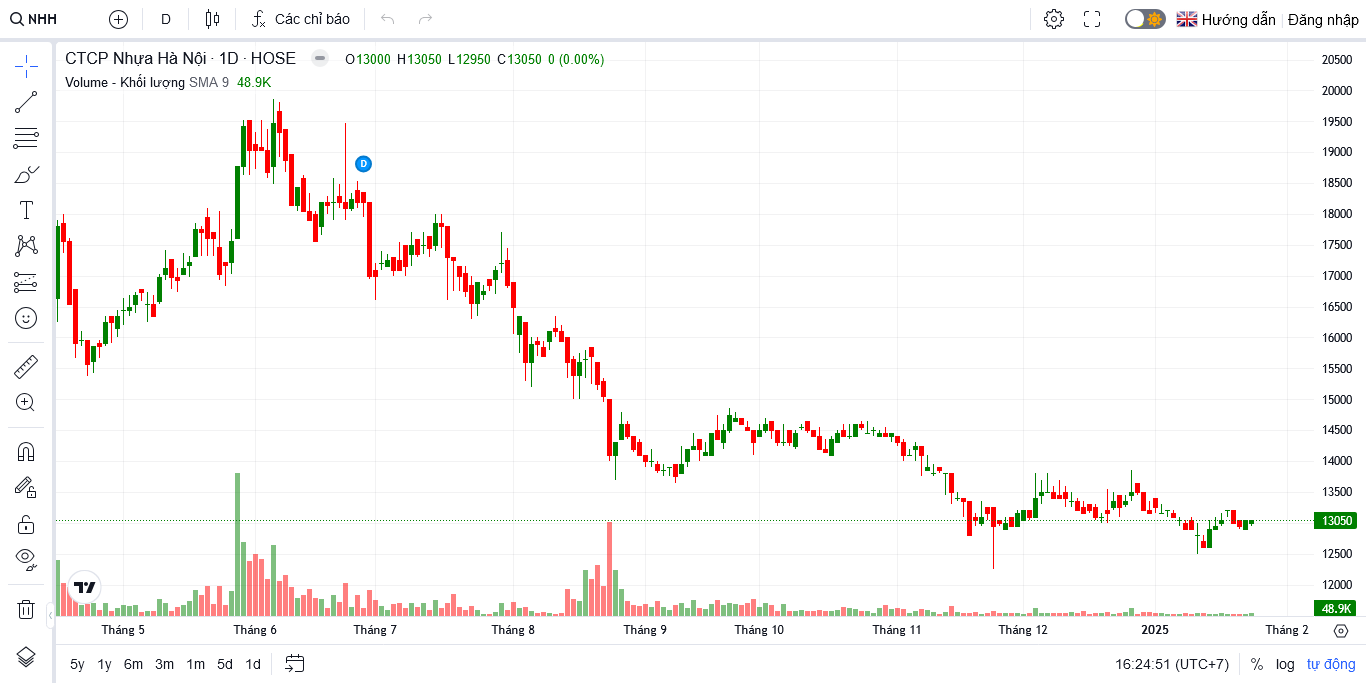 NHH D Các chỉ báo Hướng dẫn Đăng nhập
CTCP Nhựa Hà Nội · 1D · HOSE O13000 H13050 L12950 C13050 0 (0.00%)
Volume - Khối lượng SMA 9 48.9K
D
20500
20000
19500
19000
18500
18000
17500
17000
16500
16000
15500
15000
14500
14000
13500
13050
12500
12000
48.9K
Tháng 5 Tháng 6 Tháng 7 Tháng 8 Tháng 9 Tháng 10 Tháng 11 Tháng 12 2025 Tháng 2
5y 1y 6m 3m 1m 5d 1d 16:24:51 (UTC+7) % log tự động